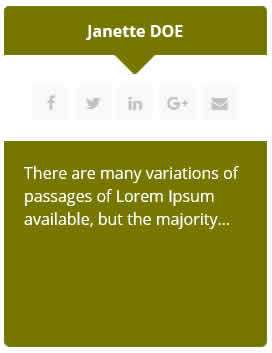 Janette DOE
There are many variations of
passages of Lorem Ipsum
available, but the majority...